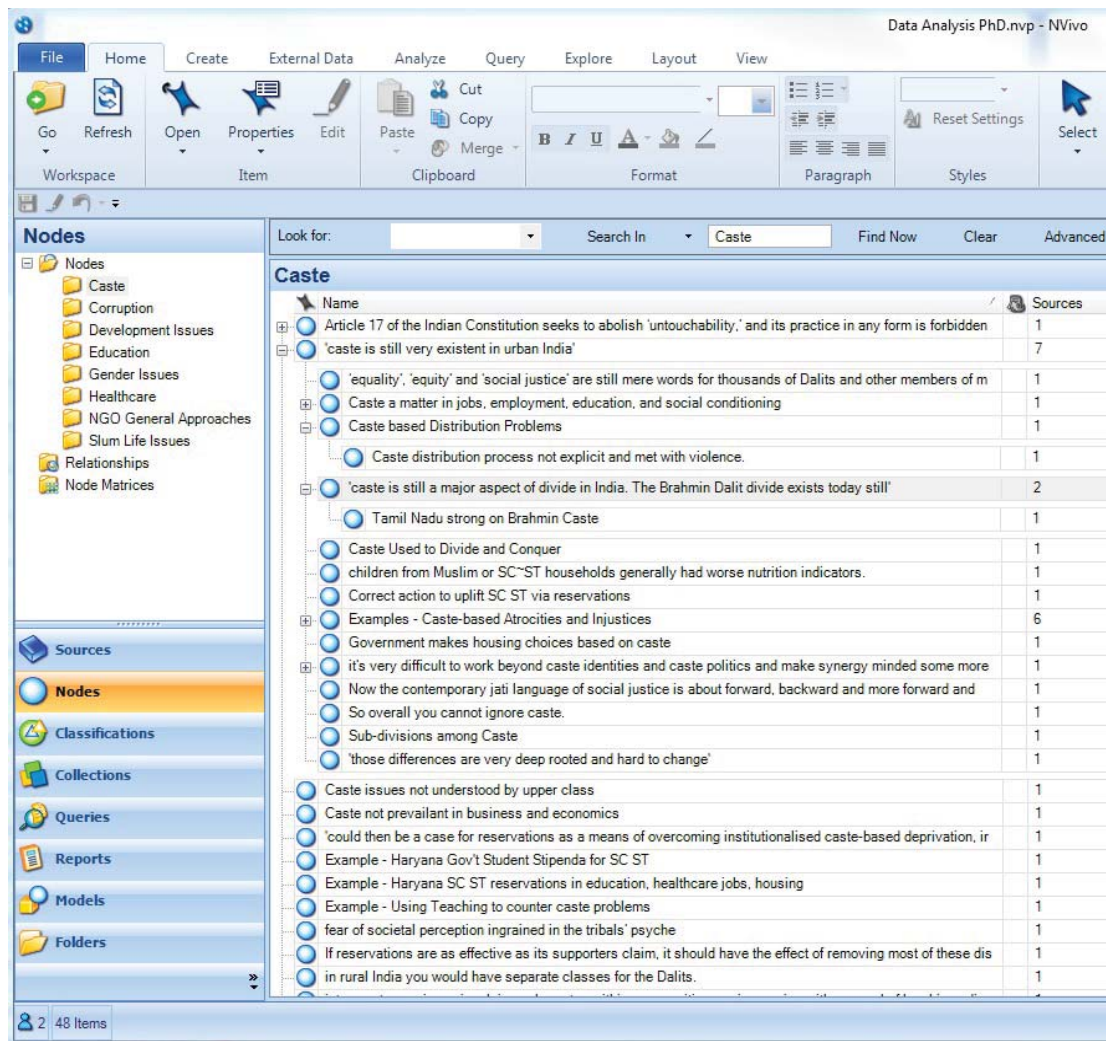 Data Analysis PhD.nvp - NVivo
File Home Create External Data Analyze Query Explore Layout View
Go Refresh Open Properties Edit Paste Cut Copy Merge B I U A Reset Settings Select
Workspace Item Clipboard Format Paragraph Styles
Nodes
Look for: Search In Caste Find Now Clear Advanced
Nodes
Caste
Corruption
Development Issues
Education
Gender Issues
Healthcare
NGO General Approaches
Slum Life Issues
Relationships
Node Matrices
Sources
Nodes
Classifications
Collections
Queries
Reports
Models
Folders
Caste
Name Sources
Article 17 of the Indian Constitution seeks to abolish 'untouchability,' and its practice in any form is forbidden 1
'caste is still very existent in urban India' 7
'equality', 'equity' and 'social justice' are still mere words for thousands of Dalits and other members of m 1
Caste a matter in jobs, employment, education, and social conditioning 1
Caste based Distribution Problems 1
Caste distribution process not explicit and met with violence. 1
'caste is still a major aspect of divide in India. The Brahmin Dalit divide exists today still' 2
Tamil Nadu strong on Brahmin Caste 1
Caste Used to Divide and Conquer 1
children from Muslim or SC~ST households generally had worse nutrition indicators. 1
Correct action to uplift SC ST via reservations 1
Examples - Caste-based Atrocities and Injustices 6
Government makes housing choices based on caste 1
it's very difficult to work beyond caste identities and caste politics and make synergy minded some more 1
Now the contemporary jati language of social justice is about forward, backward and more forward and 1
So overall you cannot ignore caste. 1
Sub-divisions among Caste 1
'those differences are very deep rooted and hard to change' 1
Caste issues not understood by upper class 1
Caste not prevailant in business and economics 1
'could then be a case for reservations as a means of overcoming institutionalised caste-based deprivation, ir 1
Example - Haryana Gov't Student Stipenda for SC ST 1
Example - Haryana SC ST reservations in education, healthcare jobs, housing 1
Example - Using Teaching to counter caste problems 1
fear of societal perception ingrained in the tribals' psyche 1
If reservations are as effective as its supporters claim, it should have the effect of removing most of these dis 1
in rural India you would have separate classes for the Dalits. 1
2 48 Items